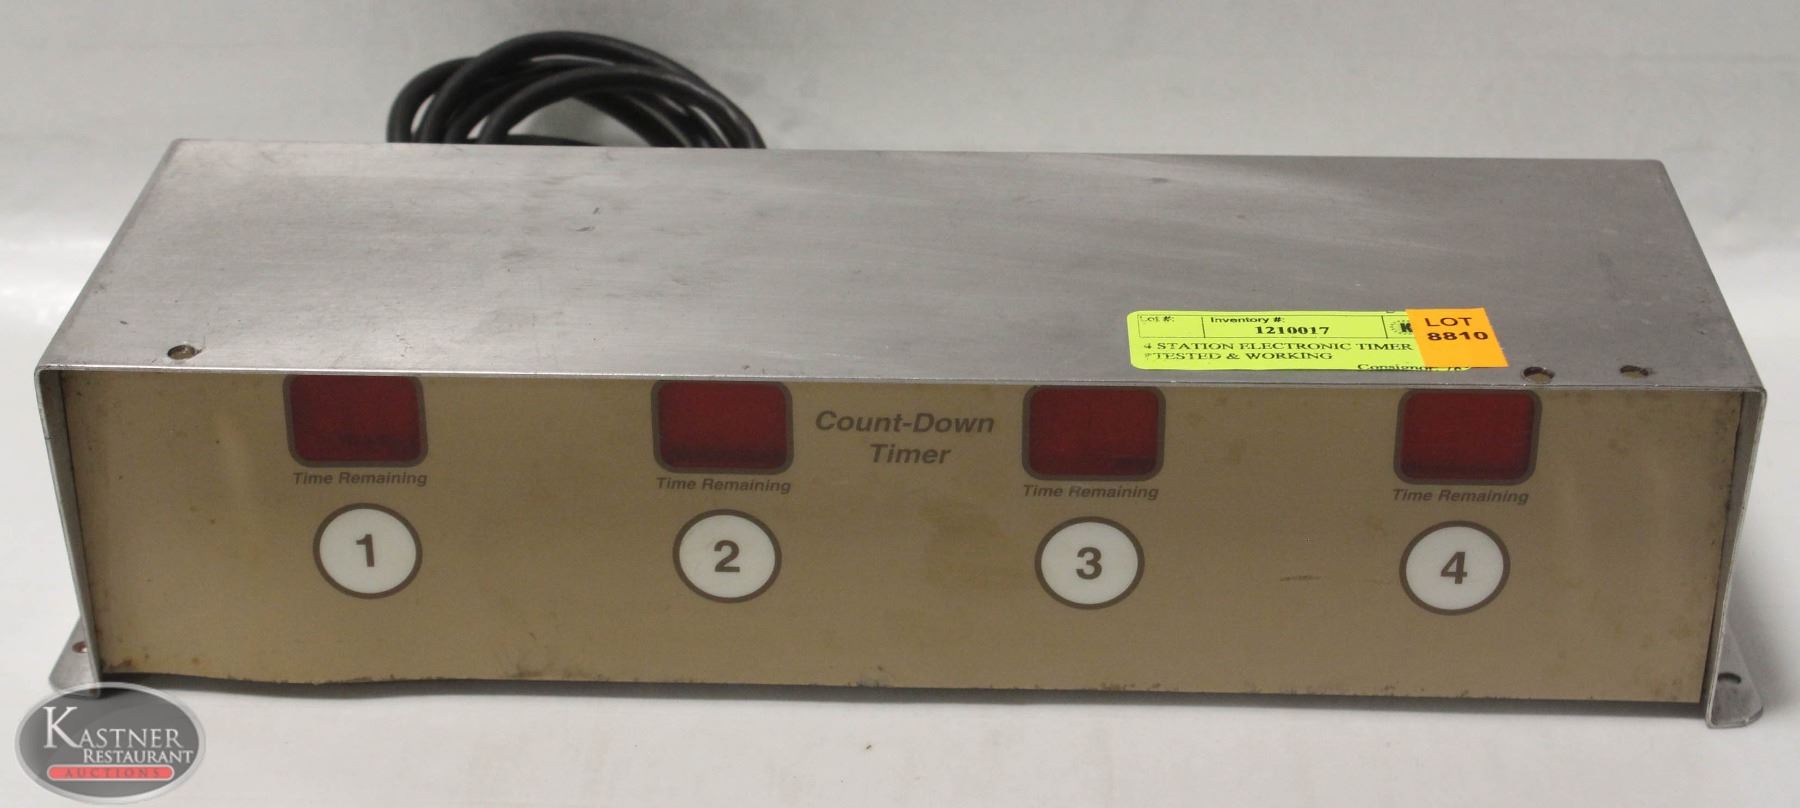 Lot #:
Inventory #:
1210017
LOT
8810
4 STATION ELECTRONIC TIMER
*TESTED & WORKING
Consignor:
Count-Down
Timer
Time Remaining
Time Remaining
Time Remaining
Time Remaining
1
2
3
4
KASTNER
RESTAURANT
AUCTIONS